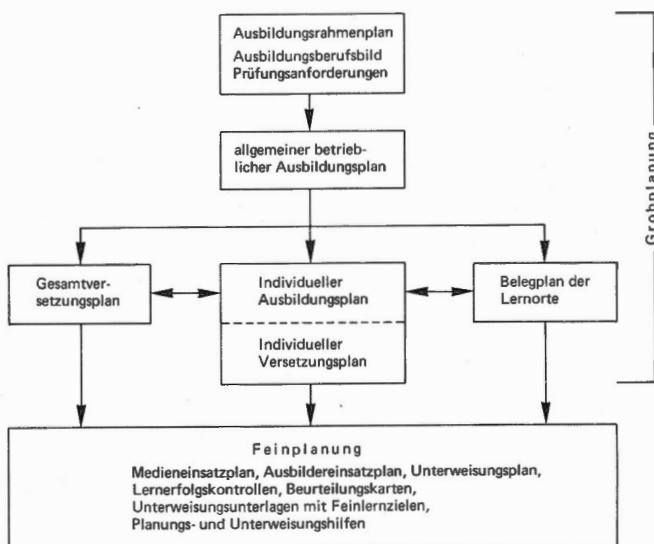 Ausbildungsrahmenplan
Ausbildungsberufsbild
Prüfungsanforderungen
allgemeiner betrieb-
licher Ausbildungsplan
Grobplanung
Gesamtver-
setzungsplan
Individueller
Ausbildungsplan
Individueller
Versetzungsplan
Belegplan der
Lernorte
Feinplanung
Medieneinsatzplan, Ausbildereinsatzplan, Unterweisungsplan,
Lernerfolgskontrollen, Beurteilungskarten,
Unterweisungsunterlagen mit Feinlernzielen,
Planungs- und Unterweisungshilfen